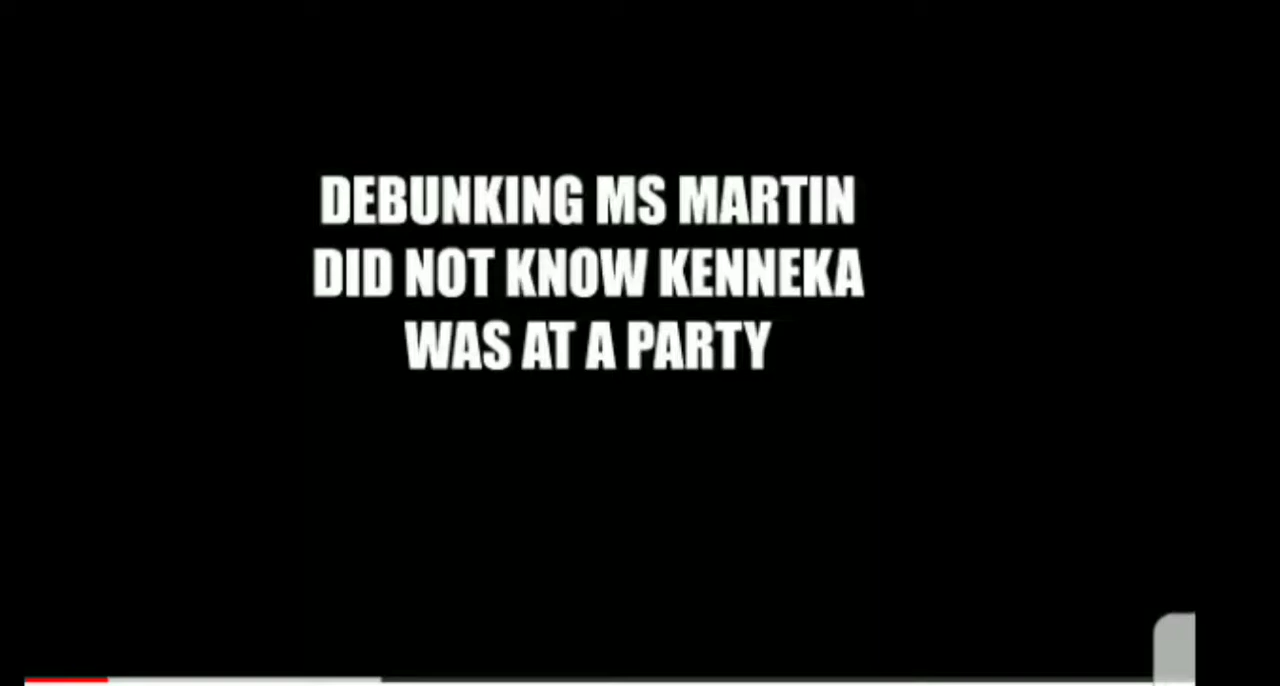 DEBUNKING MS MARTIN
DID NOT KNOW KENNEKA
WAS AT A PARTY